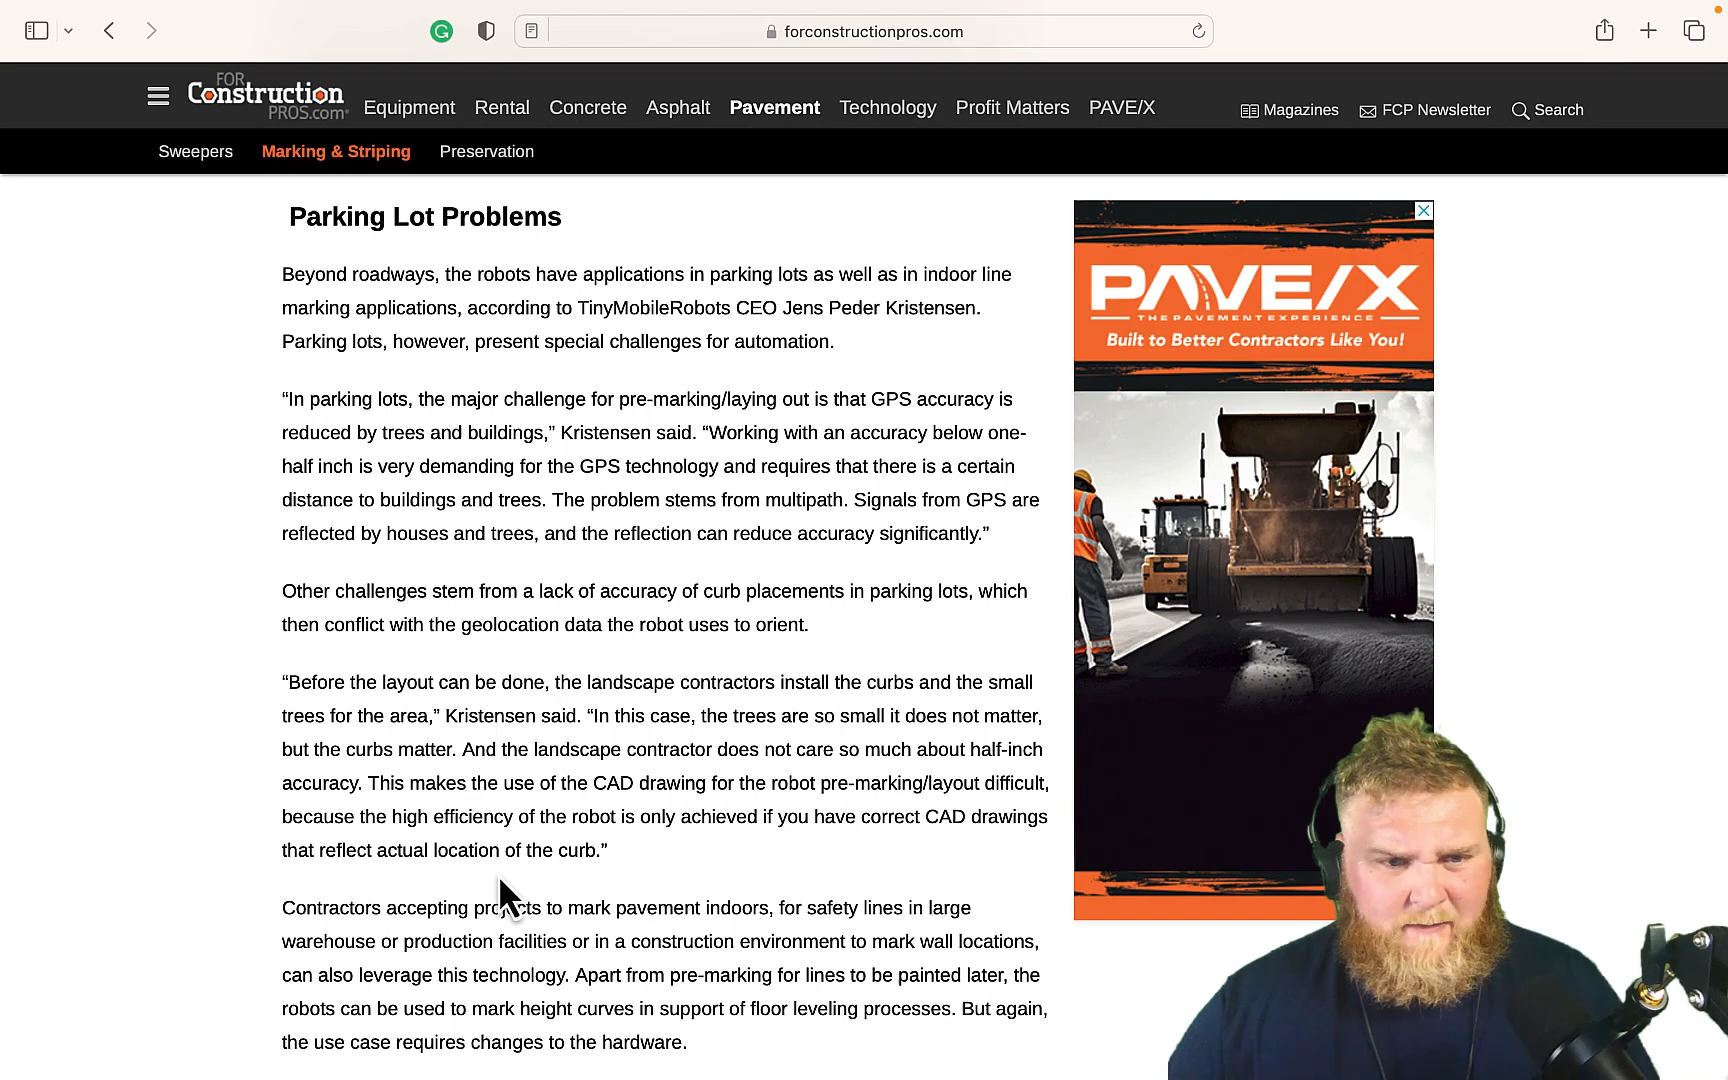 forconstructionpros.com
FOR
Construction
PROS.com
Equipment Rental Concrete Asphalt Pavement Technology Profit Matters PAVE/X
Magazines FCP Newsletter Search
Sweepers Marking & Striping Preservation
Parking Lot Problems
Beyond roadways, the robots have applications in parking lots as well as in indoor line
marking applications, according to TinyMobileRobots CEO Jens Peder Kristensen.
Parking lots, however, present special challenges for automation.
“In parking lots, the major challenge for pre-marking/laying out is that GPS accuracy is
reduced by trees and buildings,” Kristensen said. “Working with an accuracy below one-
half inch is very demanding for the GPS technology and requires that there is a certain
distance to buildings and trees. The problem stems from multipath. Signals from GPS are
reflected by houses and trees, and the reflection can reduce accuracy significantly.”
Other challenges stem from a lack of accuracy of curb placements in parking lots, which
then conflict with the geolocation data the robot uses to orient.
“Before the layout can be done, the landscape contractors install the curbs and the small
trees for the area,” Kristensen said. “In this case, the trees are so small it does not matter,
but the curbs matter. And the landscape contractor does not care so much about half-inch
accuracy. This makes the use of the CAD drawing for the robot pre-marking/layout difficult,
because the high efficiency of the robot is only achieved if you have correct CAD drawings
that reflect actual location of the curb.”
Contractors accepting projects to mark pavement indoors, for safety lines in large
warehouse or production facilities or in a construction environment to mark wall locations,
can also leverage this technology. Apart from pre-marking for lines to be painted later, the
robots can be used to mark height curves in support of floor leveling processes. But again,
the use case requires changes to the hardware.
PAVE/X
THE PAVEMENT EXPERIENCE
Built to Better Contractors Like You!